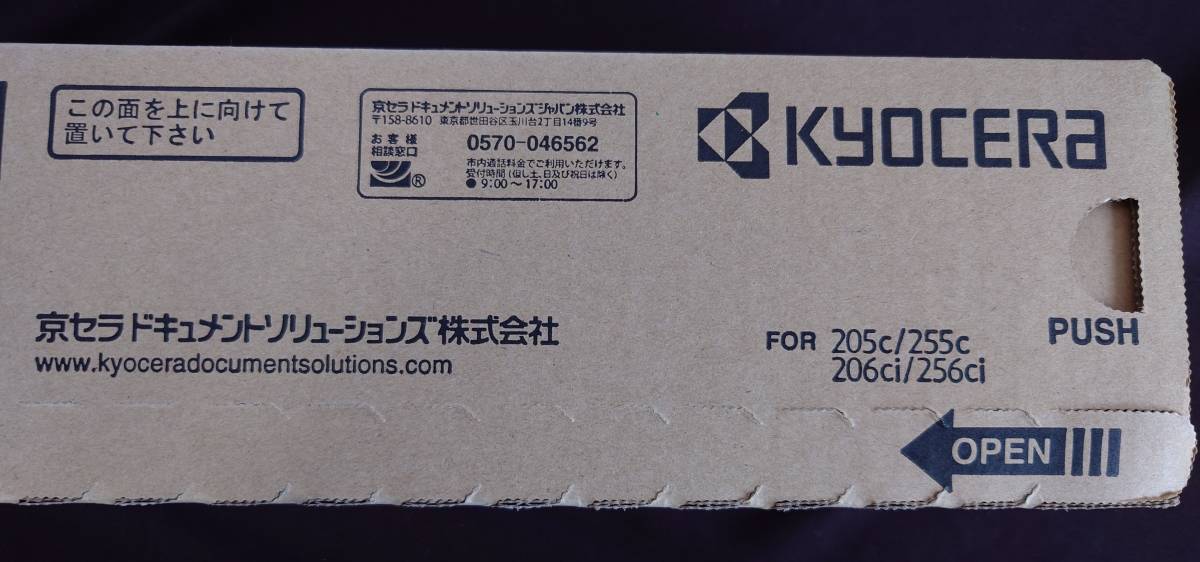 この面を上に向けて
置いて下さい
京セラドキュメントソリューションズジャパン株式会社
〒158-8610 東京都世田谷区玉川台2丁目14番9号
お客様
相談窓口
0570-046562
市内通話料金でご利用いただけます。
受付時間(但し土、日及び祝日は除く)
● 9:00～17:00
®
KYOCERA
京セラドキュメントソリューションズ株式会社
www.kyoceradocumentsolutions.com
FOR 205c/255c
206ci/256ci
PUSH
OPEN